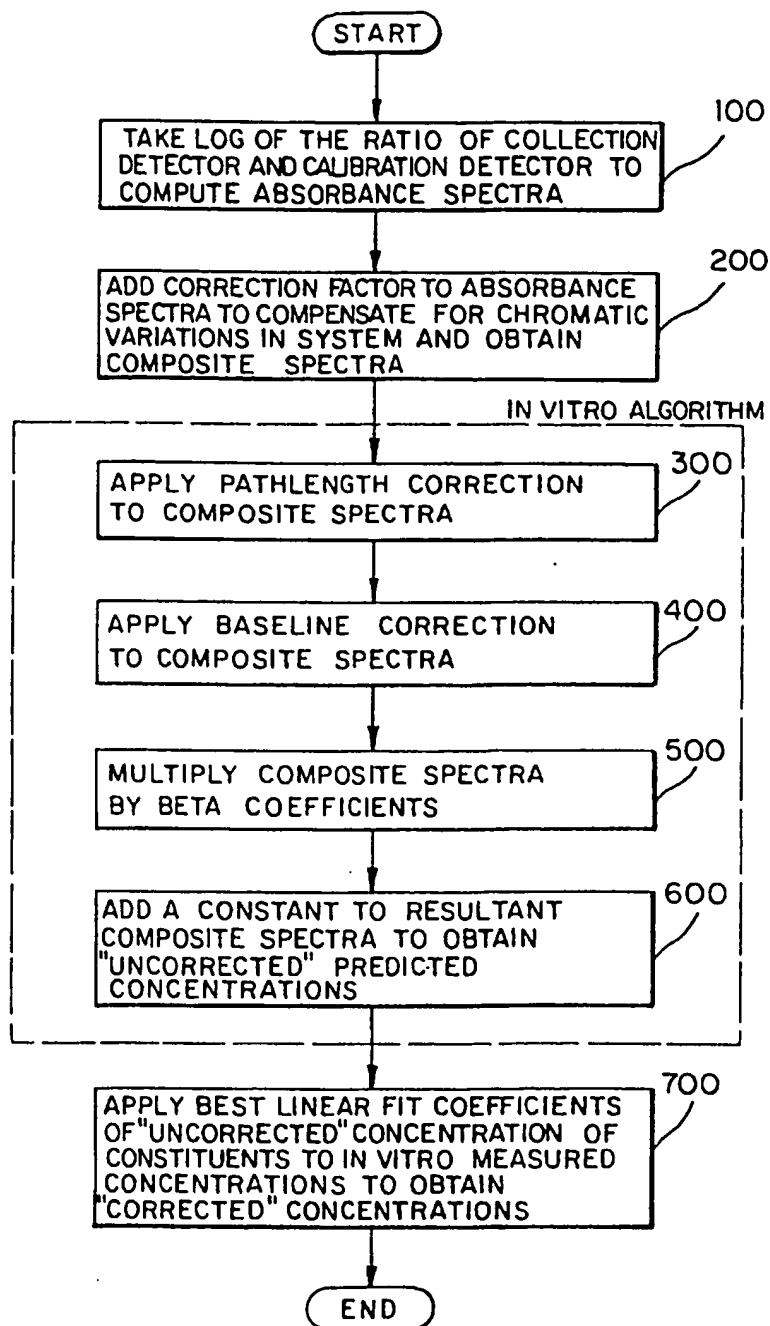 START
100
TAKE LOG OF THE RATIO OF COLLECTION
DETECTOR AND CALIBRATION DETECTOR TO
COMPUTE ABSORBANCE SPECTRA
200
ADD CORRECTION FACTOR TO ABSORBANCE
SPECTRA TO COMPENSATE FOR CHROMATIC
VARIATIONS IN SYSTEM AND OBTAIN
COMPOSITE SPECTRA
IN VITRO ALGORITHM
300
APPLY PATHLENGTH CORRECTION
TO COMPOSITE SPECTRA
400
APPLY BASELINE CORRECTION
TO COMPOSITE SPECTRA
500
MULTIPLY COMPOSITE SPECTRA
BY BETA COEFFICIENTS
600
ADD A CONSTANT TO RESULTANT
COMPOSITE SPECTRA TO OBTAIN
"UNCORRECTED" PREDICTED
CONCENTRATIONS
700
APPLY BEST LINEAR FIT COEFFICIENTS
OF "UNCORRECTED" CONCENTRATION OF
CONSTITUENTS TO IN VITRO MEASURED
CONCENTRATIONS TO OBTAIN
"CORRECTED" CONCENTRATIONS
END